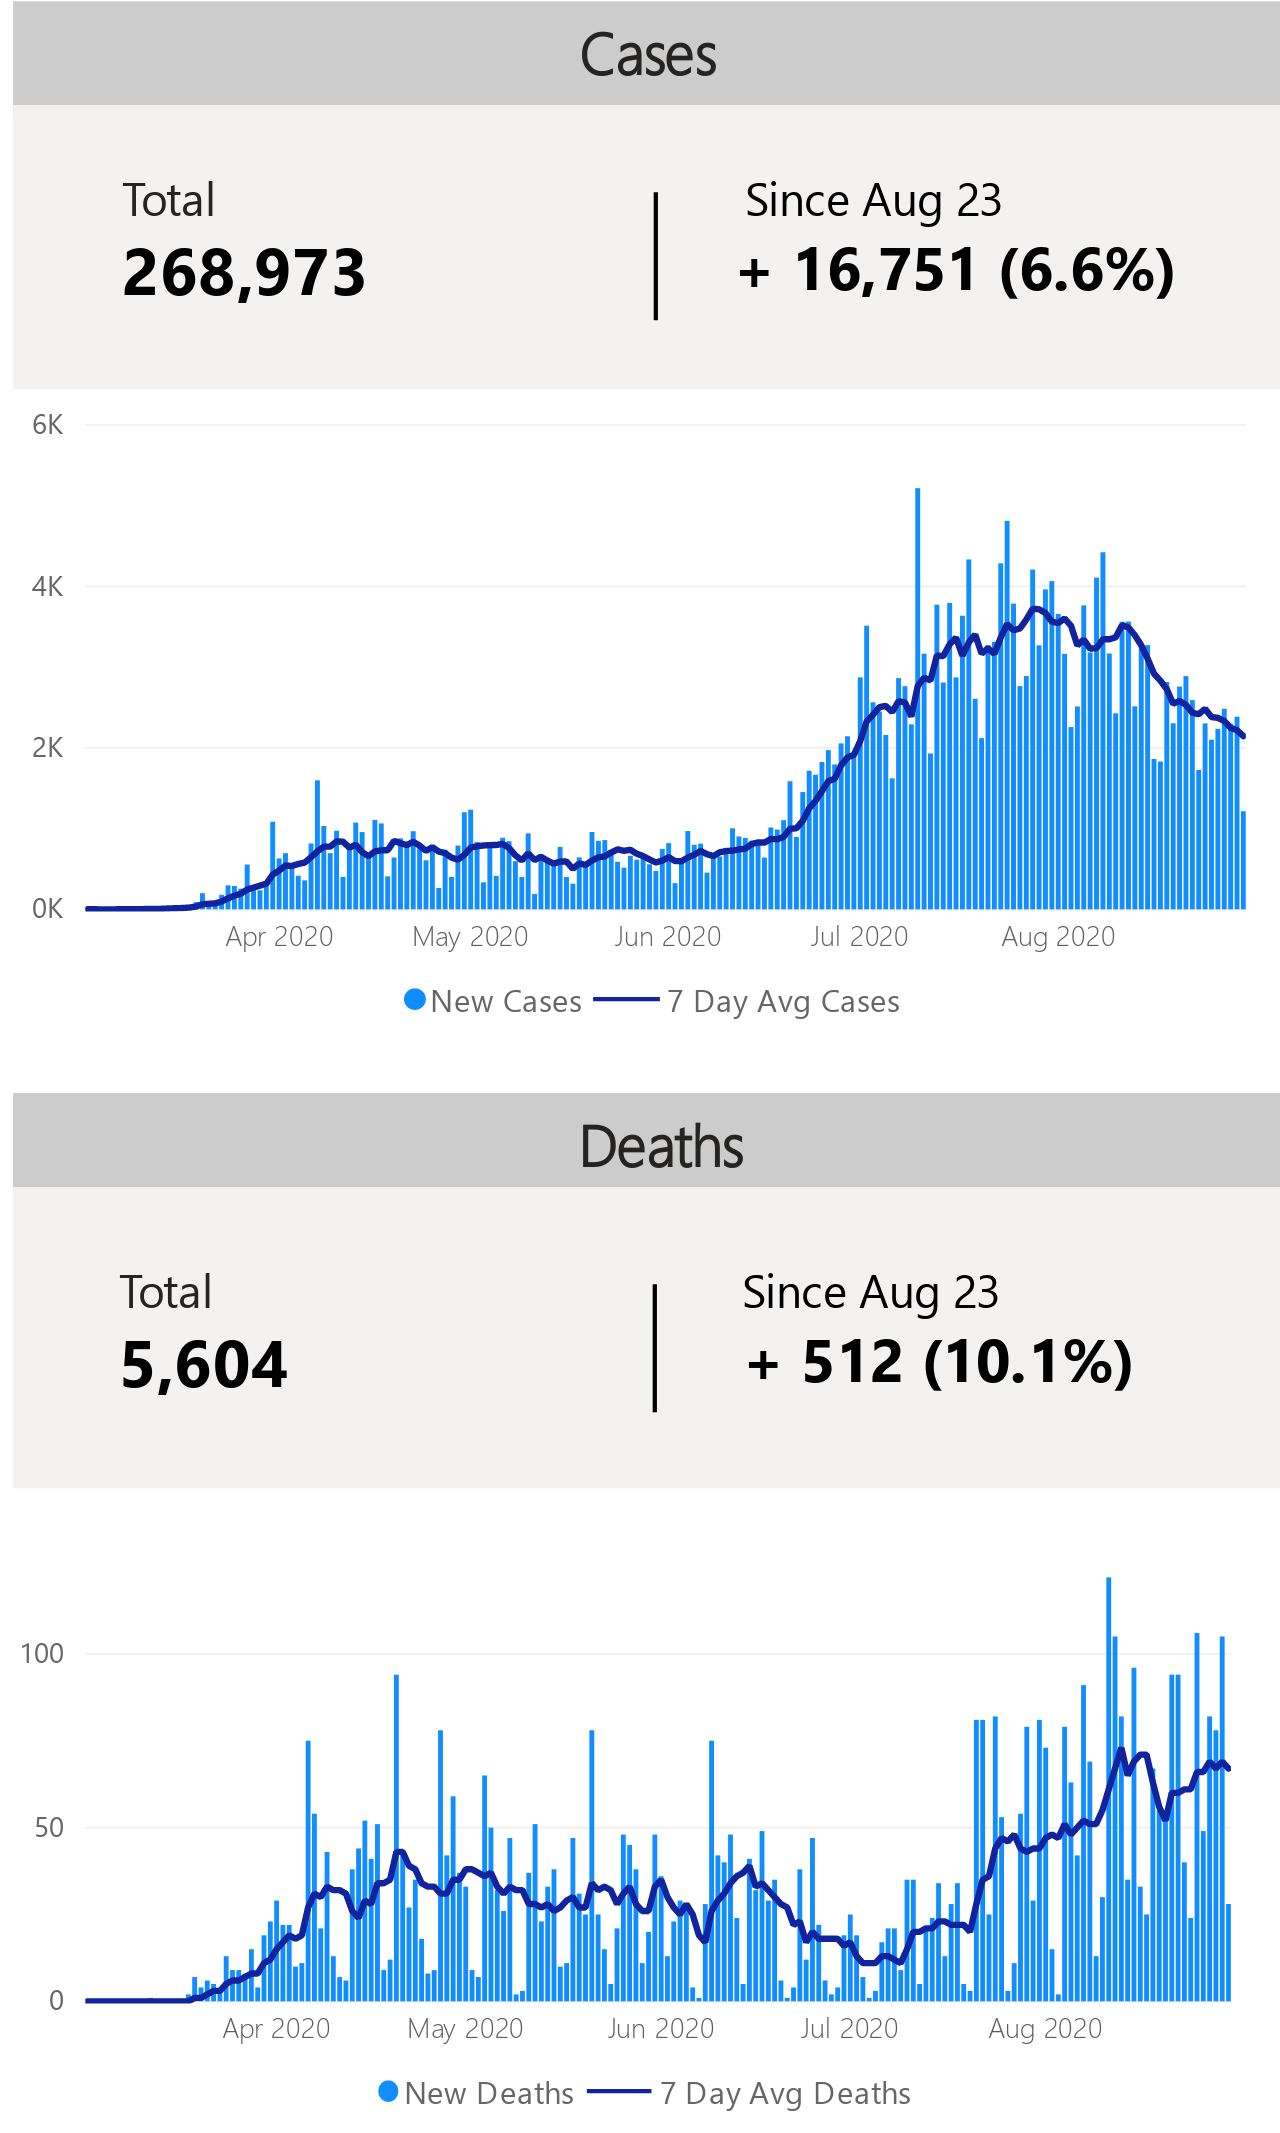 Cases
Total
Since Aug 23
268,973
+ 16,751 (6.6%)
6K
4K
2K
0K
Apr 2020 May 2020 Jun 2020 Jul 2020 Aug 2020
New Cases 7 Day Avg Cases
Deaths
Total
Since Aug 23
5,604
+ 512 (10.1%)
100
50
0
Apr 2020 May 2020 Jun 2020 Jul 2020 Aug 2020
New Deaths 7 Day Avg Deaths